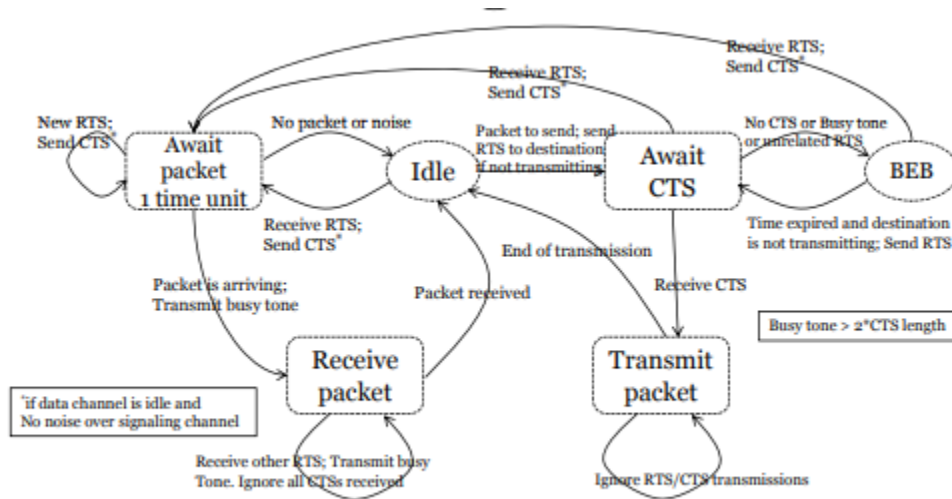 Receive RTS;
Send CTS*
Receive RTS;
Send CTS*
New RTS;
Send CTS*
No packet or noise
Packet to send; send
RTS to destination
if not transmitting
No CTS or Busy tone
or unrelated RTS
Await
packet
1 time unit
Idle
Await
CTS
BEB
Receive RTS;
Send CTS*
Time expired and destination
is not transmitting; Send RTS
End of transmission
Receive CTS
Packet is arriving;
Transmit busy tone
Packet received
Busy tone > 2*CTS length
Receive
packet
Transmit
packet
*if data channel is idle and
No noise over signaling channel
Receive other RTS; Transmit busy
Tone. Ignore all CTSs received
Ignore RTS/CTS transmissions